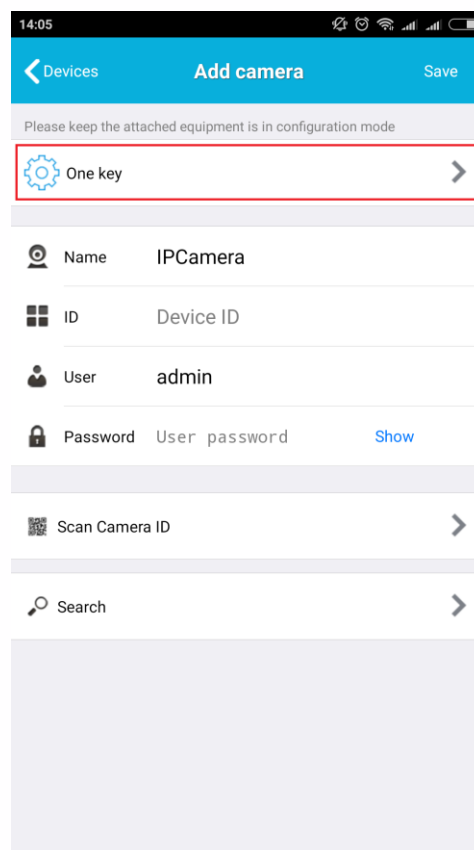 14:05
Devices Add camera Save
Please keep the attached equipment is in configuration mode
One key
Name IPCamera
ID Device ID
User admin
Password User password Show
Scan Camera ID
Search